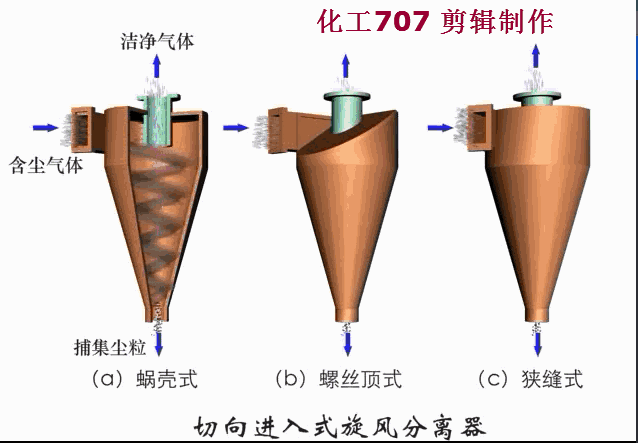 化工707 剪辑制作
洁净气体
含尘气体
捕集尘粒
(a) 蜗壳式
(b) 螺丝顶式
(c) 狭缝式
切向进入式旋风分离器